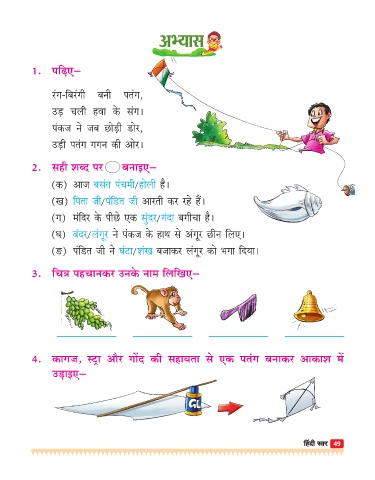 अभ्यास
1. पढ़िए–
रंग-बिरंगी बनी पतंग,
उड़ चली हवा के संग।
पंकज ने जब छोड़ी डोर,
उड़ी पतंग गगन की ओर।
2. सही शब्द पर बनाइए–
(क) आज बसंत पंचमी/होली है।
(ख) पिता जी/पंडित जी आरती कर रहे हैं।
(ग) मंदिर के पीछे एक सुंदर/गंदा बगीचा है।
(घ) बंदर/लंगूर ने पंकज के हाथ से अंगूर छीन लिए।
(ङ) पंडित जी ने घंटा/शंख बजाकर लंगूर को भगा दिया।
3. चित्र पहचानकर उनके नाम लिखिए–
4. कागज, स्ट्रा और गोंद की सहायता से एक पतंग बनाकर आकाश में
उड़ाइए–
हिंदी स्तर 49